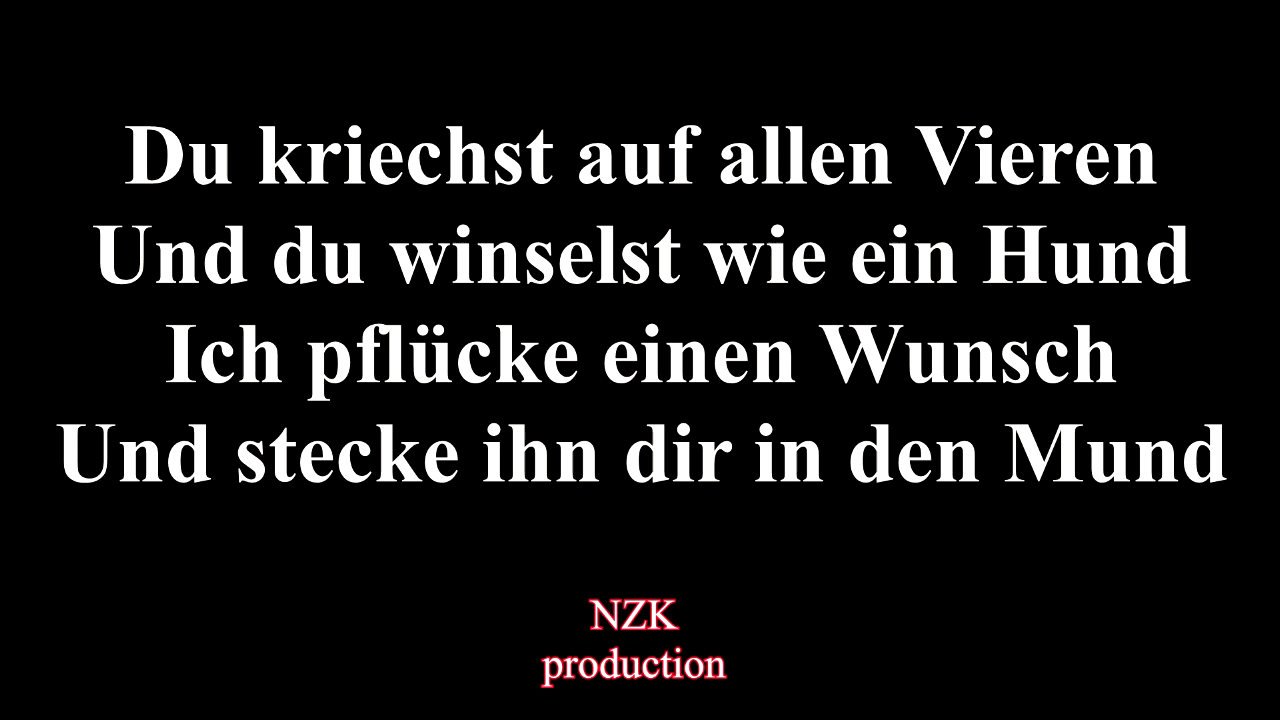 Du kriechst auf allen Vieren
Und du winselst wie ein Hund
Ich pflücke einen Wunsch
Und stecke ihn dir in den Mund
NZK
production